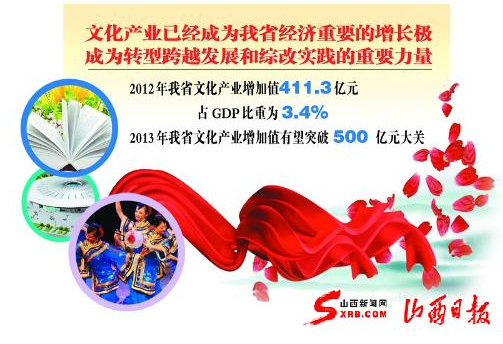 文化产业已经成为我省经济重要的增长极
成为转型跨越发展和综改实践的重要力量
2012年我省文化产业增加值411.3亿元
占GDP比重为3.4%
2013年我省文化产业增加值有望突破500亿元大关
山西新闻网
SXRB.COM
山西日报